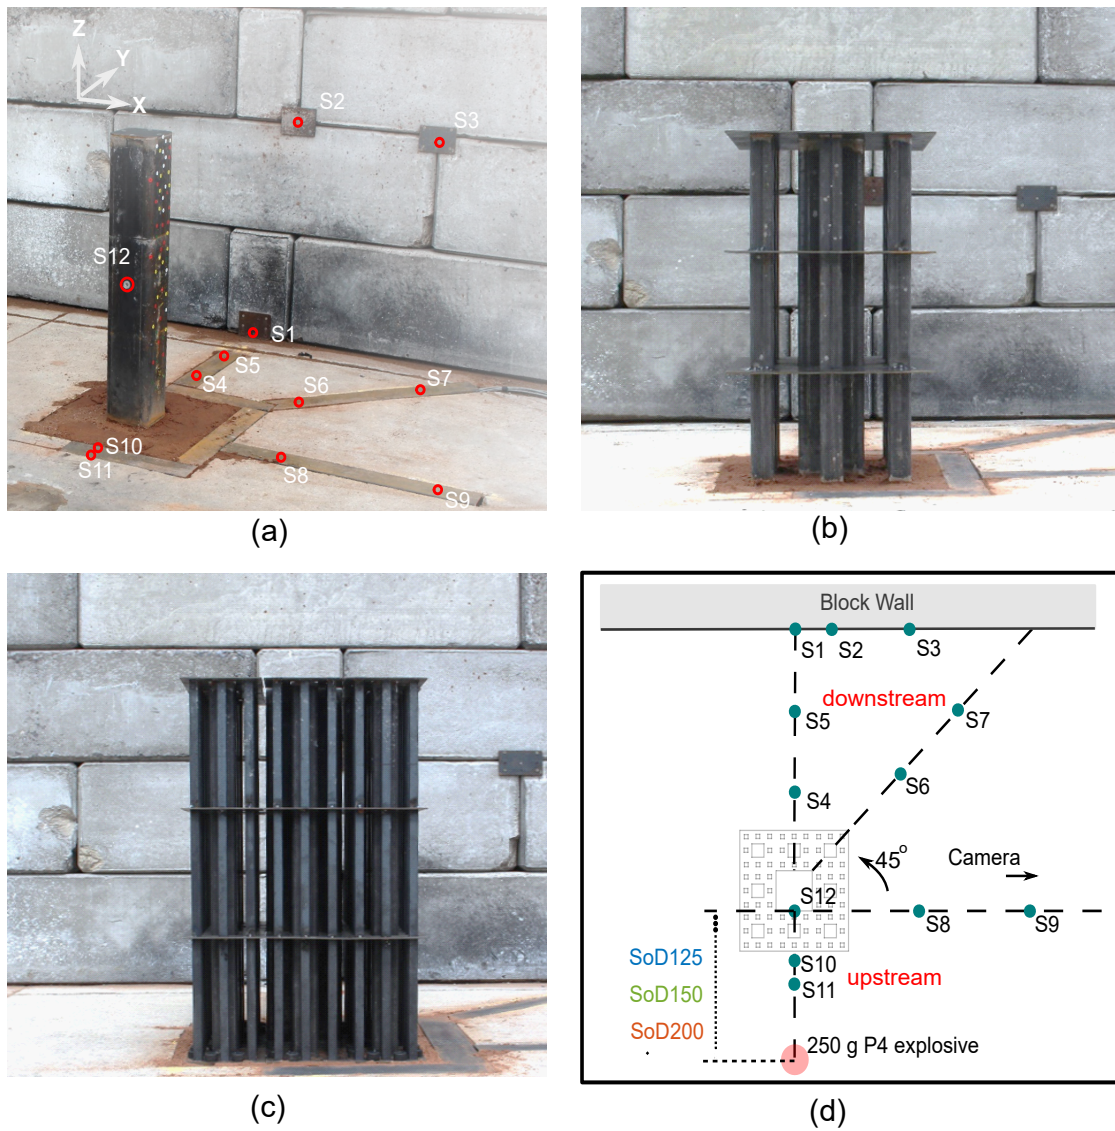 Z
Y
X
S2
S3
S12
S1
S5
S4
S6
S7
S10
S11
S8
S9
(a)
(b)
(c)
Block Wall
S1
S2
S3
downstream
S5
S7
S6
S4
45°
Camera
S12
S8
S9
SoD125
S10
upstream
SoD150
S11
SoD200
250 g P4 explosive
(d)